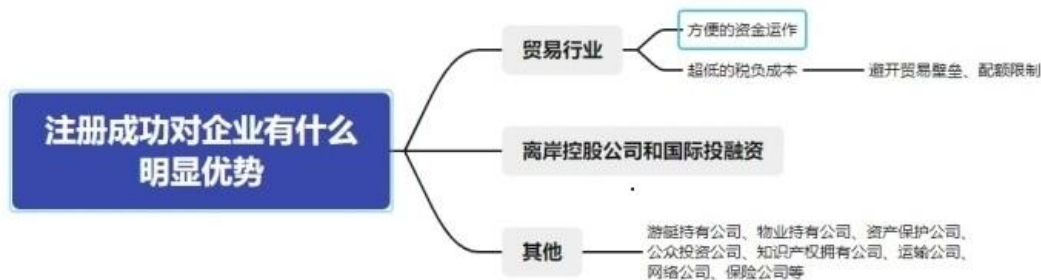 注册成功对企业有什么
明显优势
贸易行业
方便的资金运作
超低的税负成本
避开贸易壁垒、配额限制
离岸控股公司和国际投融资
其他
游艇持有公司、物业持有公司、资产保护公司、
公众投资公司、知识产权拥有公司、运输公司、
网络公司、保险公司等